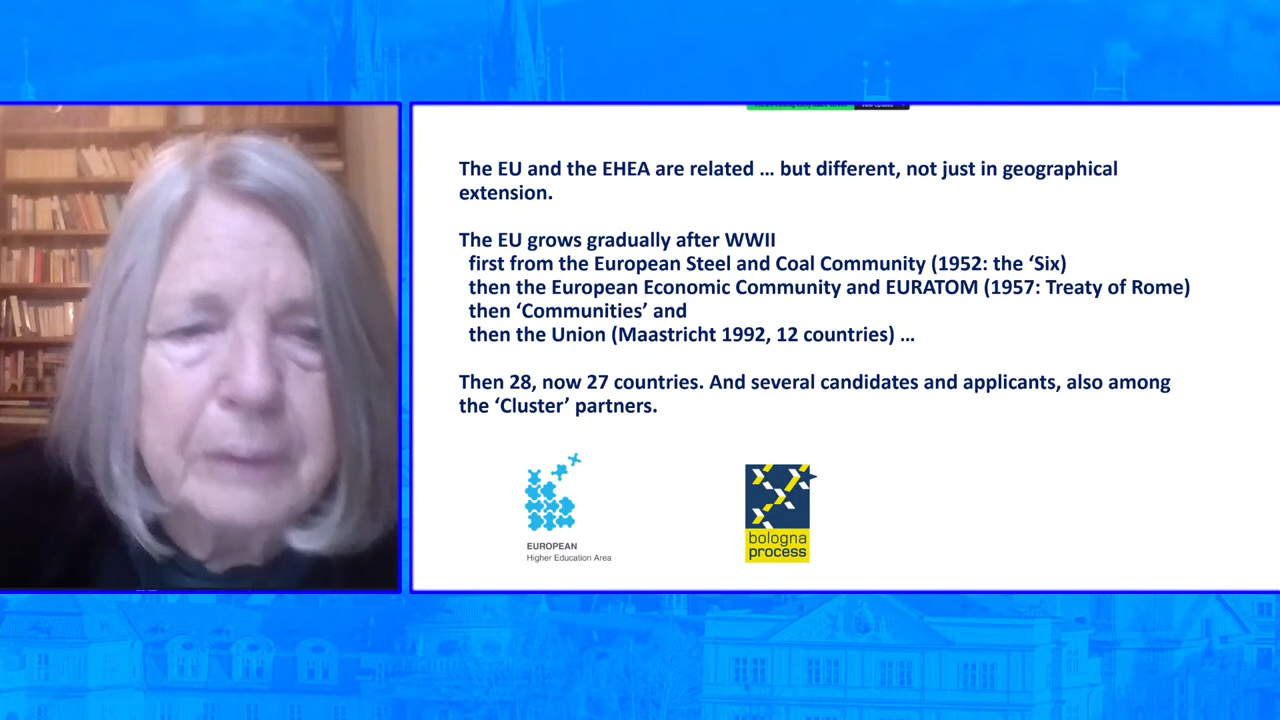 The EU and the EHEA are related ... but different, not just in geographical
extension.
The EU grows gradually after WWII
first from the European Steel and Coal Community (1952: the ‘Six)
then the European Economic Community and EURATOM (1957: Treaty of Rome)
then ‘Communities’ and
then the Union (Maastricht 1992, 12 countries) ...
Then 28, now 27 countries. And several candidates and applicants, also among
the ‘Cluster’ partners.
EUROPEAN
Higher Education Area
bologna
process